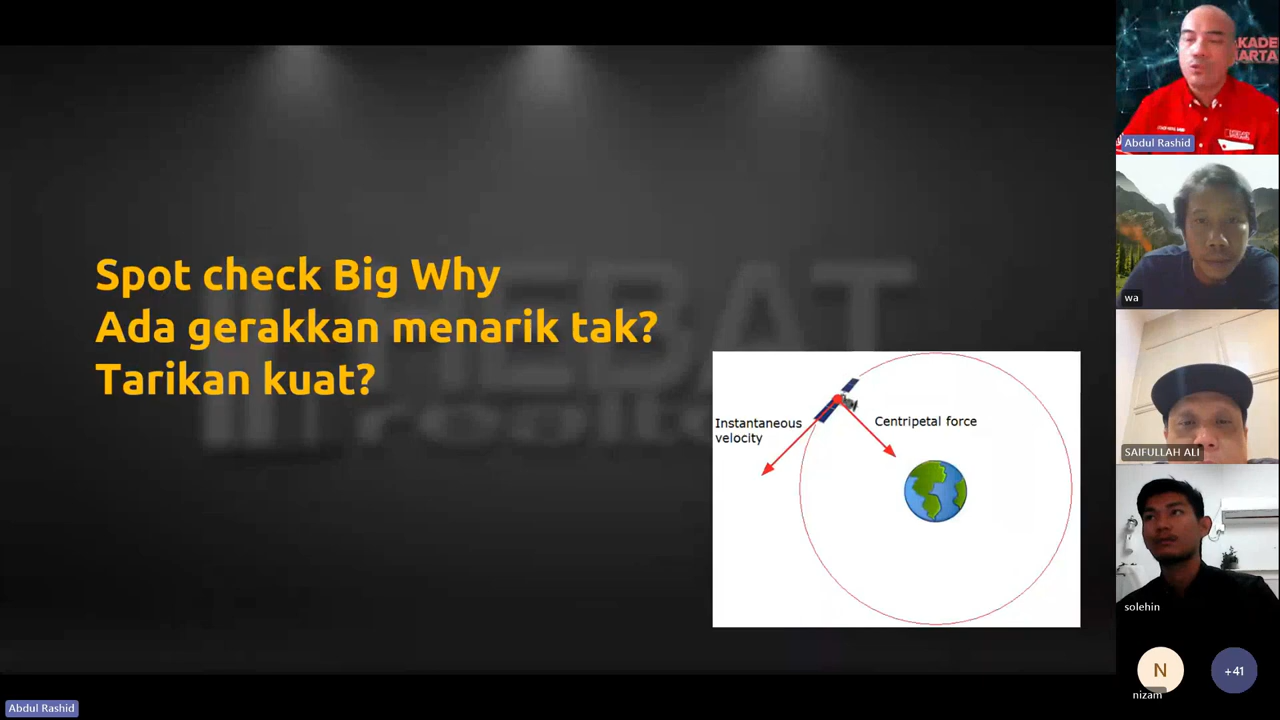 Spot check Big Why
Ada gerakkan menarik tak?
Tarikan kuat?
HEBAT
Instantaneous
velocity
Centripetal force
Abdul Rashid
wa
SAIFULLAH ALI
solehin
N
nizam
+41
Abdul Rashid